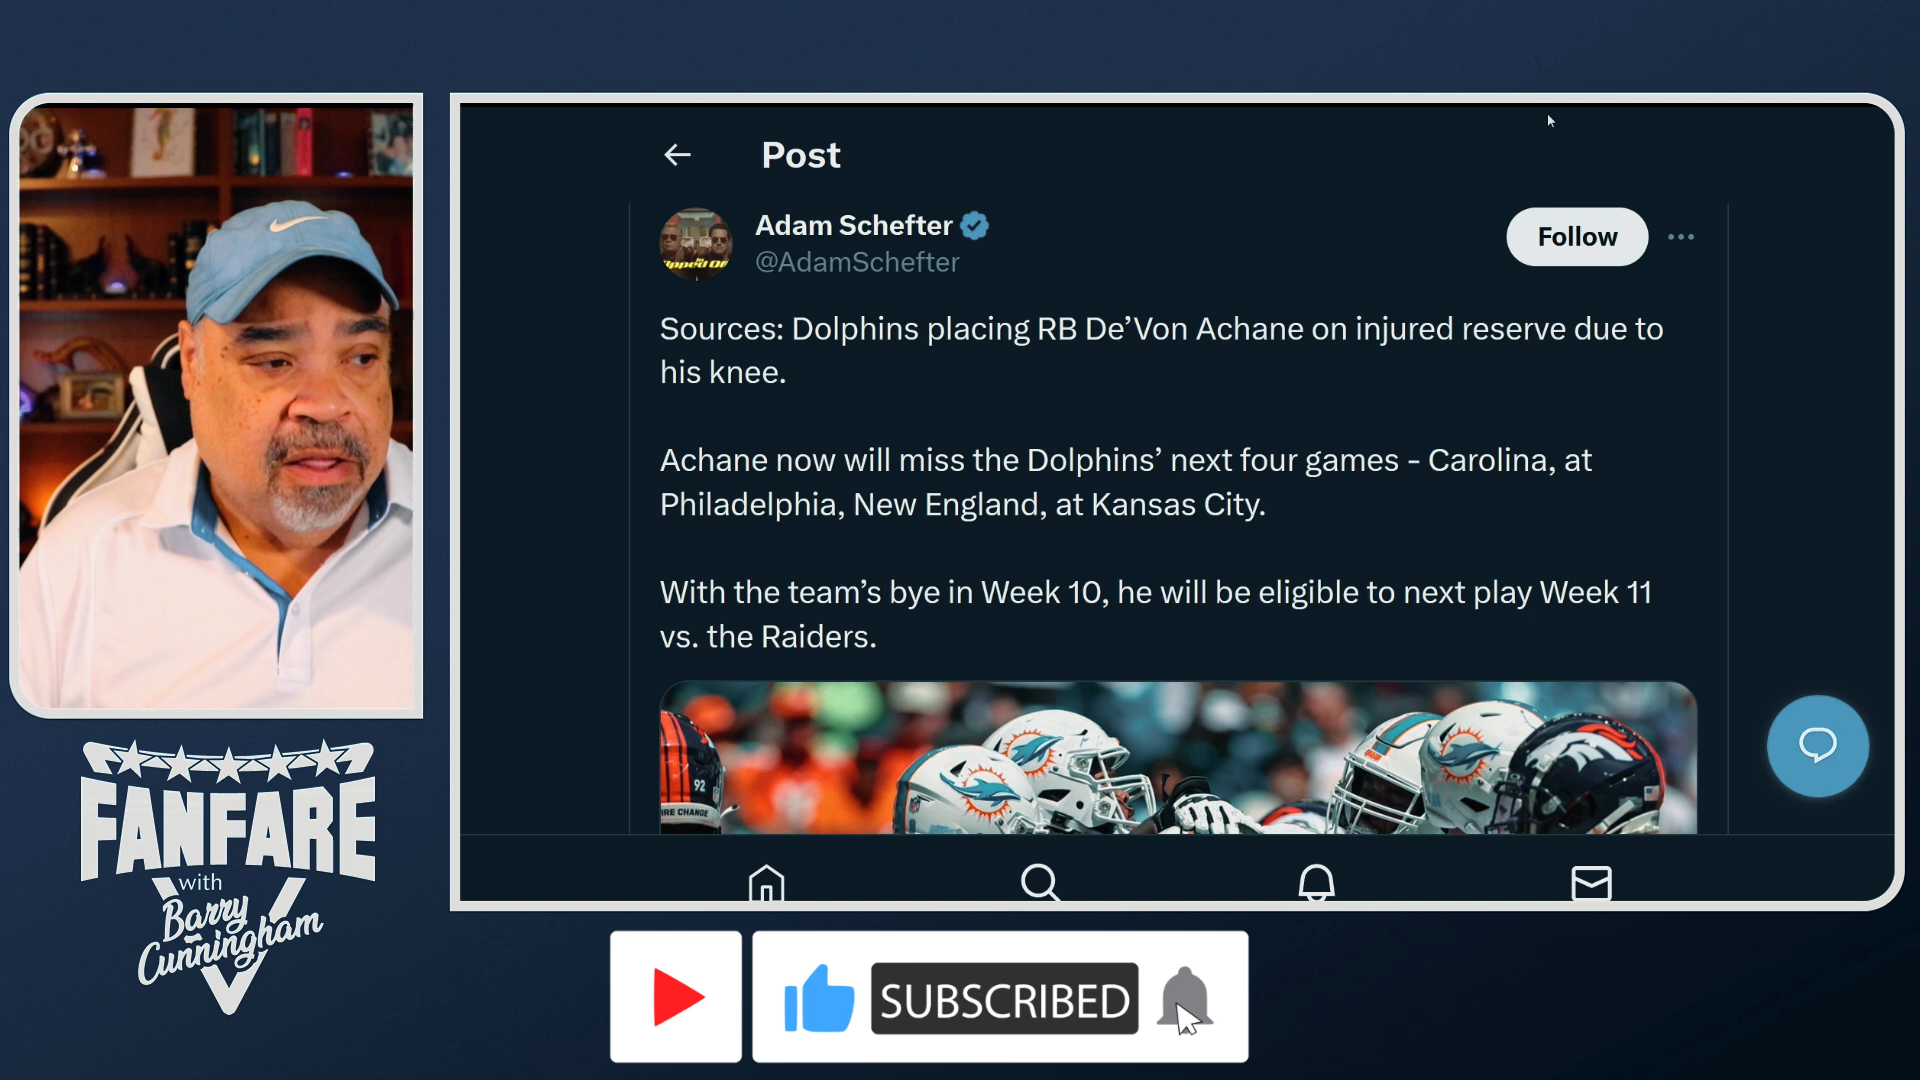 Post
Adam Schefter
@AdamSchefter
Follow
Sources: Dolphins placing RB De’Von Achane on injured reserve due to
his knee.
Achane now will miss the Dolphins’ next four games - Carolina, at
Philadelphia, New England, at Kansas City.
With the team’s bye in Week 10, he will be eligible to next play Week 11
vs. the Raiders.
92
FANFARE
with
Barry
Cunningham
SUBSCRIBED